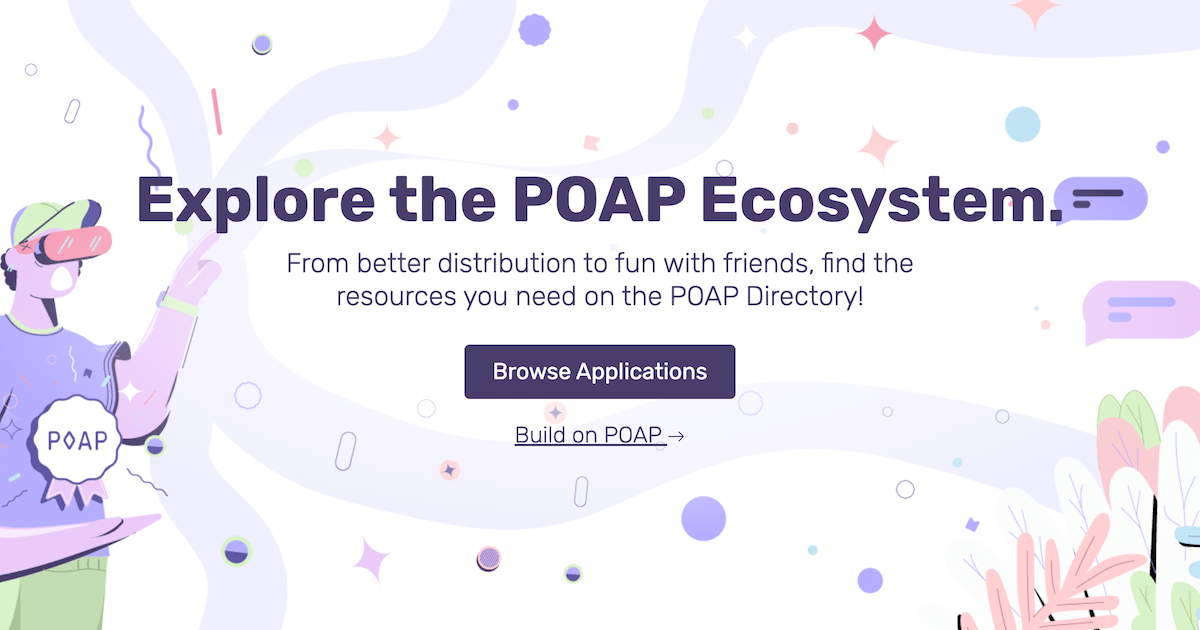 Explore the POAP Ecosystem.
From better distribution to fun with friends, find the
resources you need on the POAP Directory!
Browse Applications
Build on POAP →
POAP